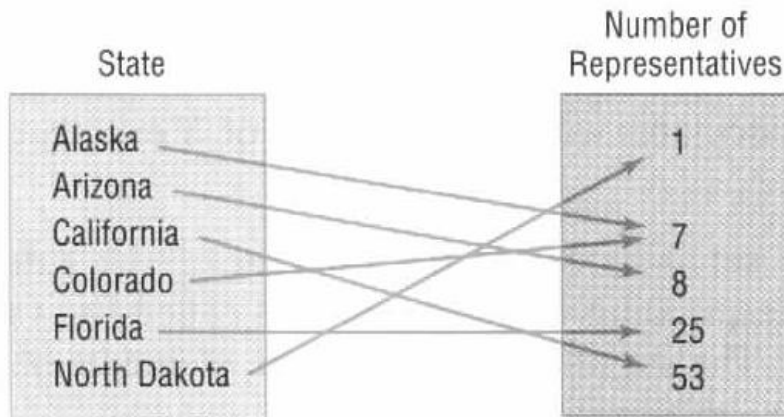 State
Alaska
Arizona
California
Colorado
Florida
North Dakota
Number of
Representatives
1
7
8
25
53